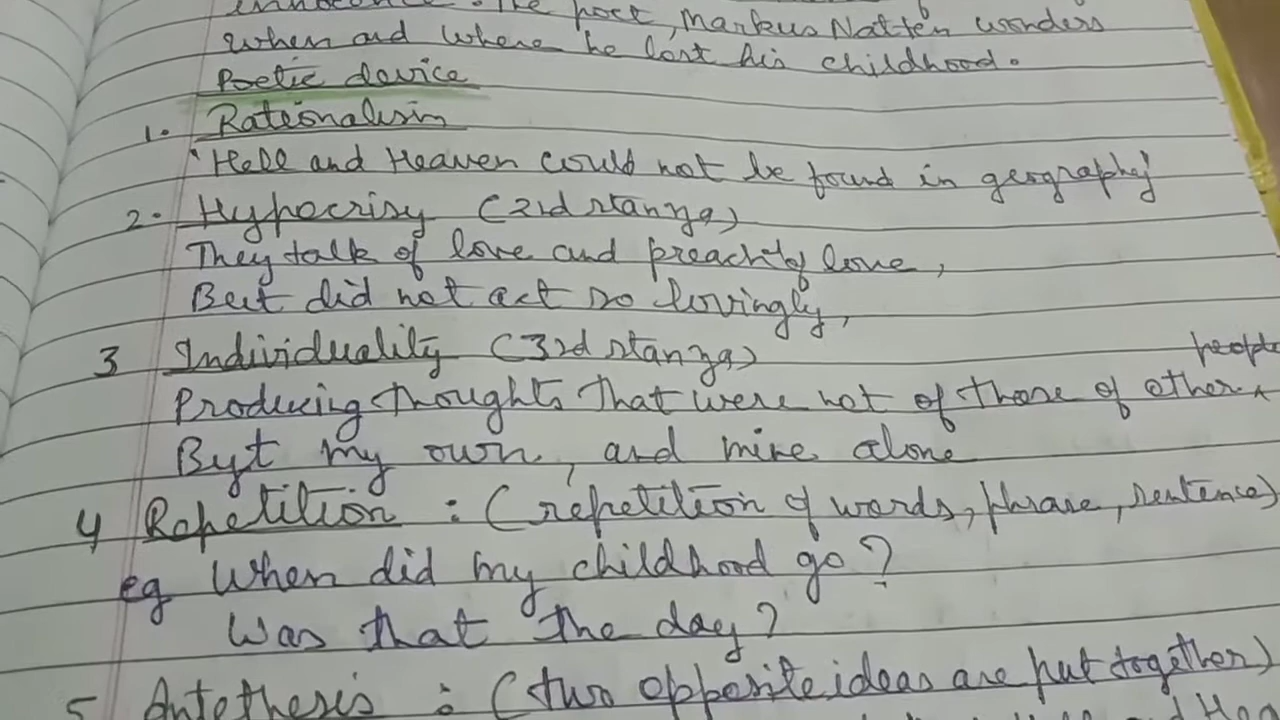 innocence. The poet, Markus Natten wonders
when and where he lost his childhood.
Poetic device
1. Rationalism
'Hell and Heaven could not be found in geography'
2. Hypocrisy (2nd stanza)
They talk of love and preach of love,
But did not act so lovingly,
3 Individuality (3rd stanza)
people
Producing thoughts that were not of those of other
But my own, and mine alone
4 Repetition : (repetition of words, phrase, sentence)
eg When did my childhood go?
Was that the day?
5 Antethesis : (two opposite ideas are put together)